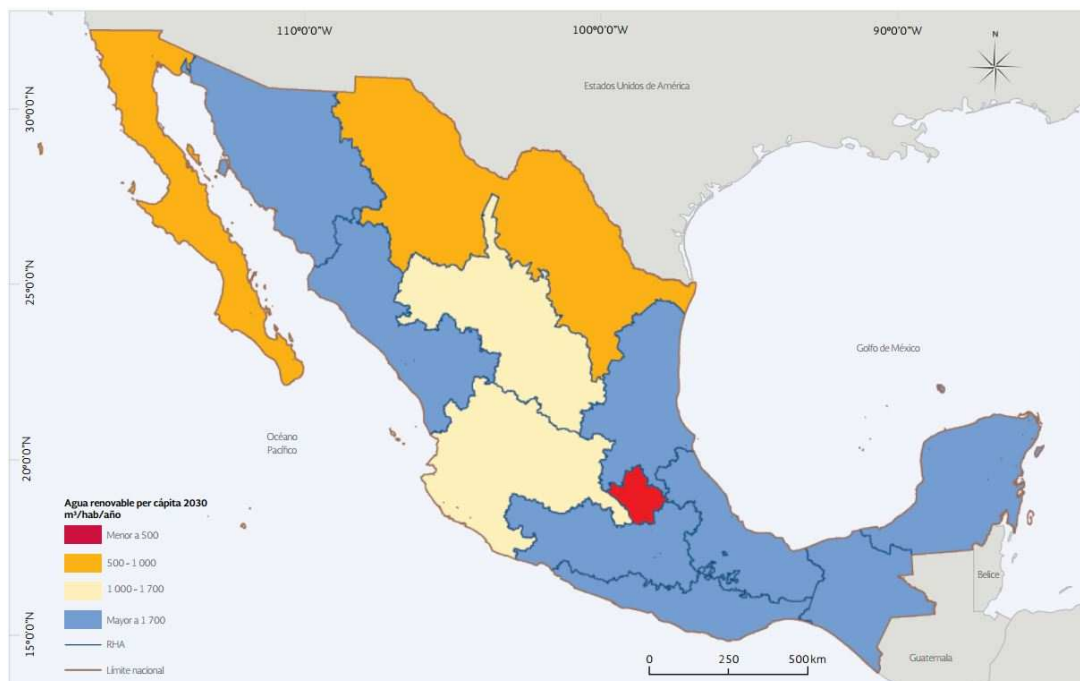 110°0'0"W
100°0'0"W
90°0'0"W
N
Estados Unidos de América
30°0'0"N
25°0'0"N
Golfo de México
Océano
Pacífico
20°0'0"N
Agua renovable per cápita 2030
m³/hab/año
Menor a 500
500 - 1 000
1 000 - 1 700
Mayor a 1 700
RHA
Límite nacional
15°0'0"N
Belice
Guatemala
0 250 500 km